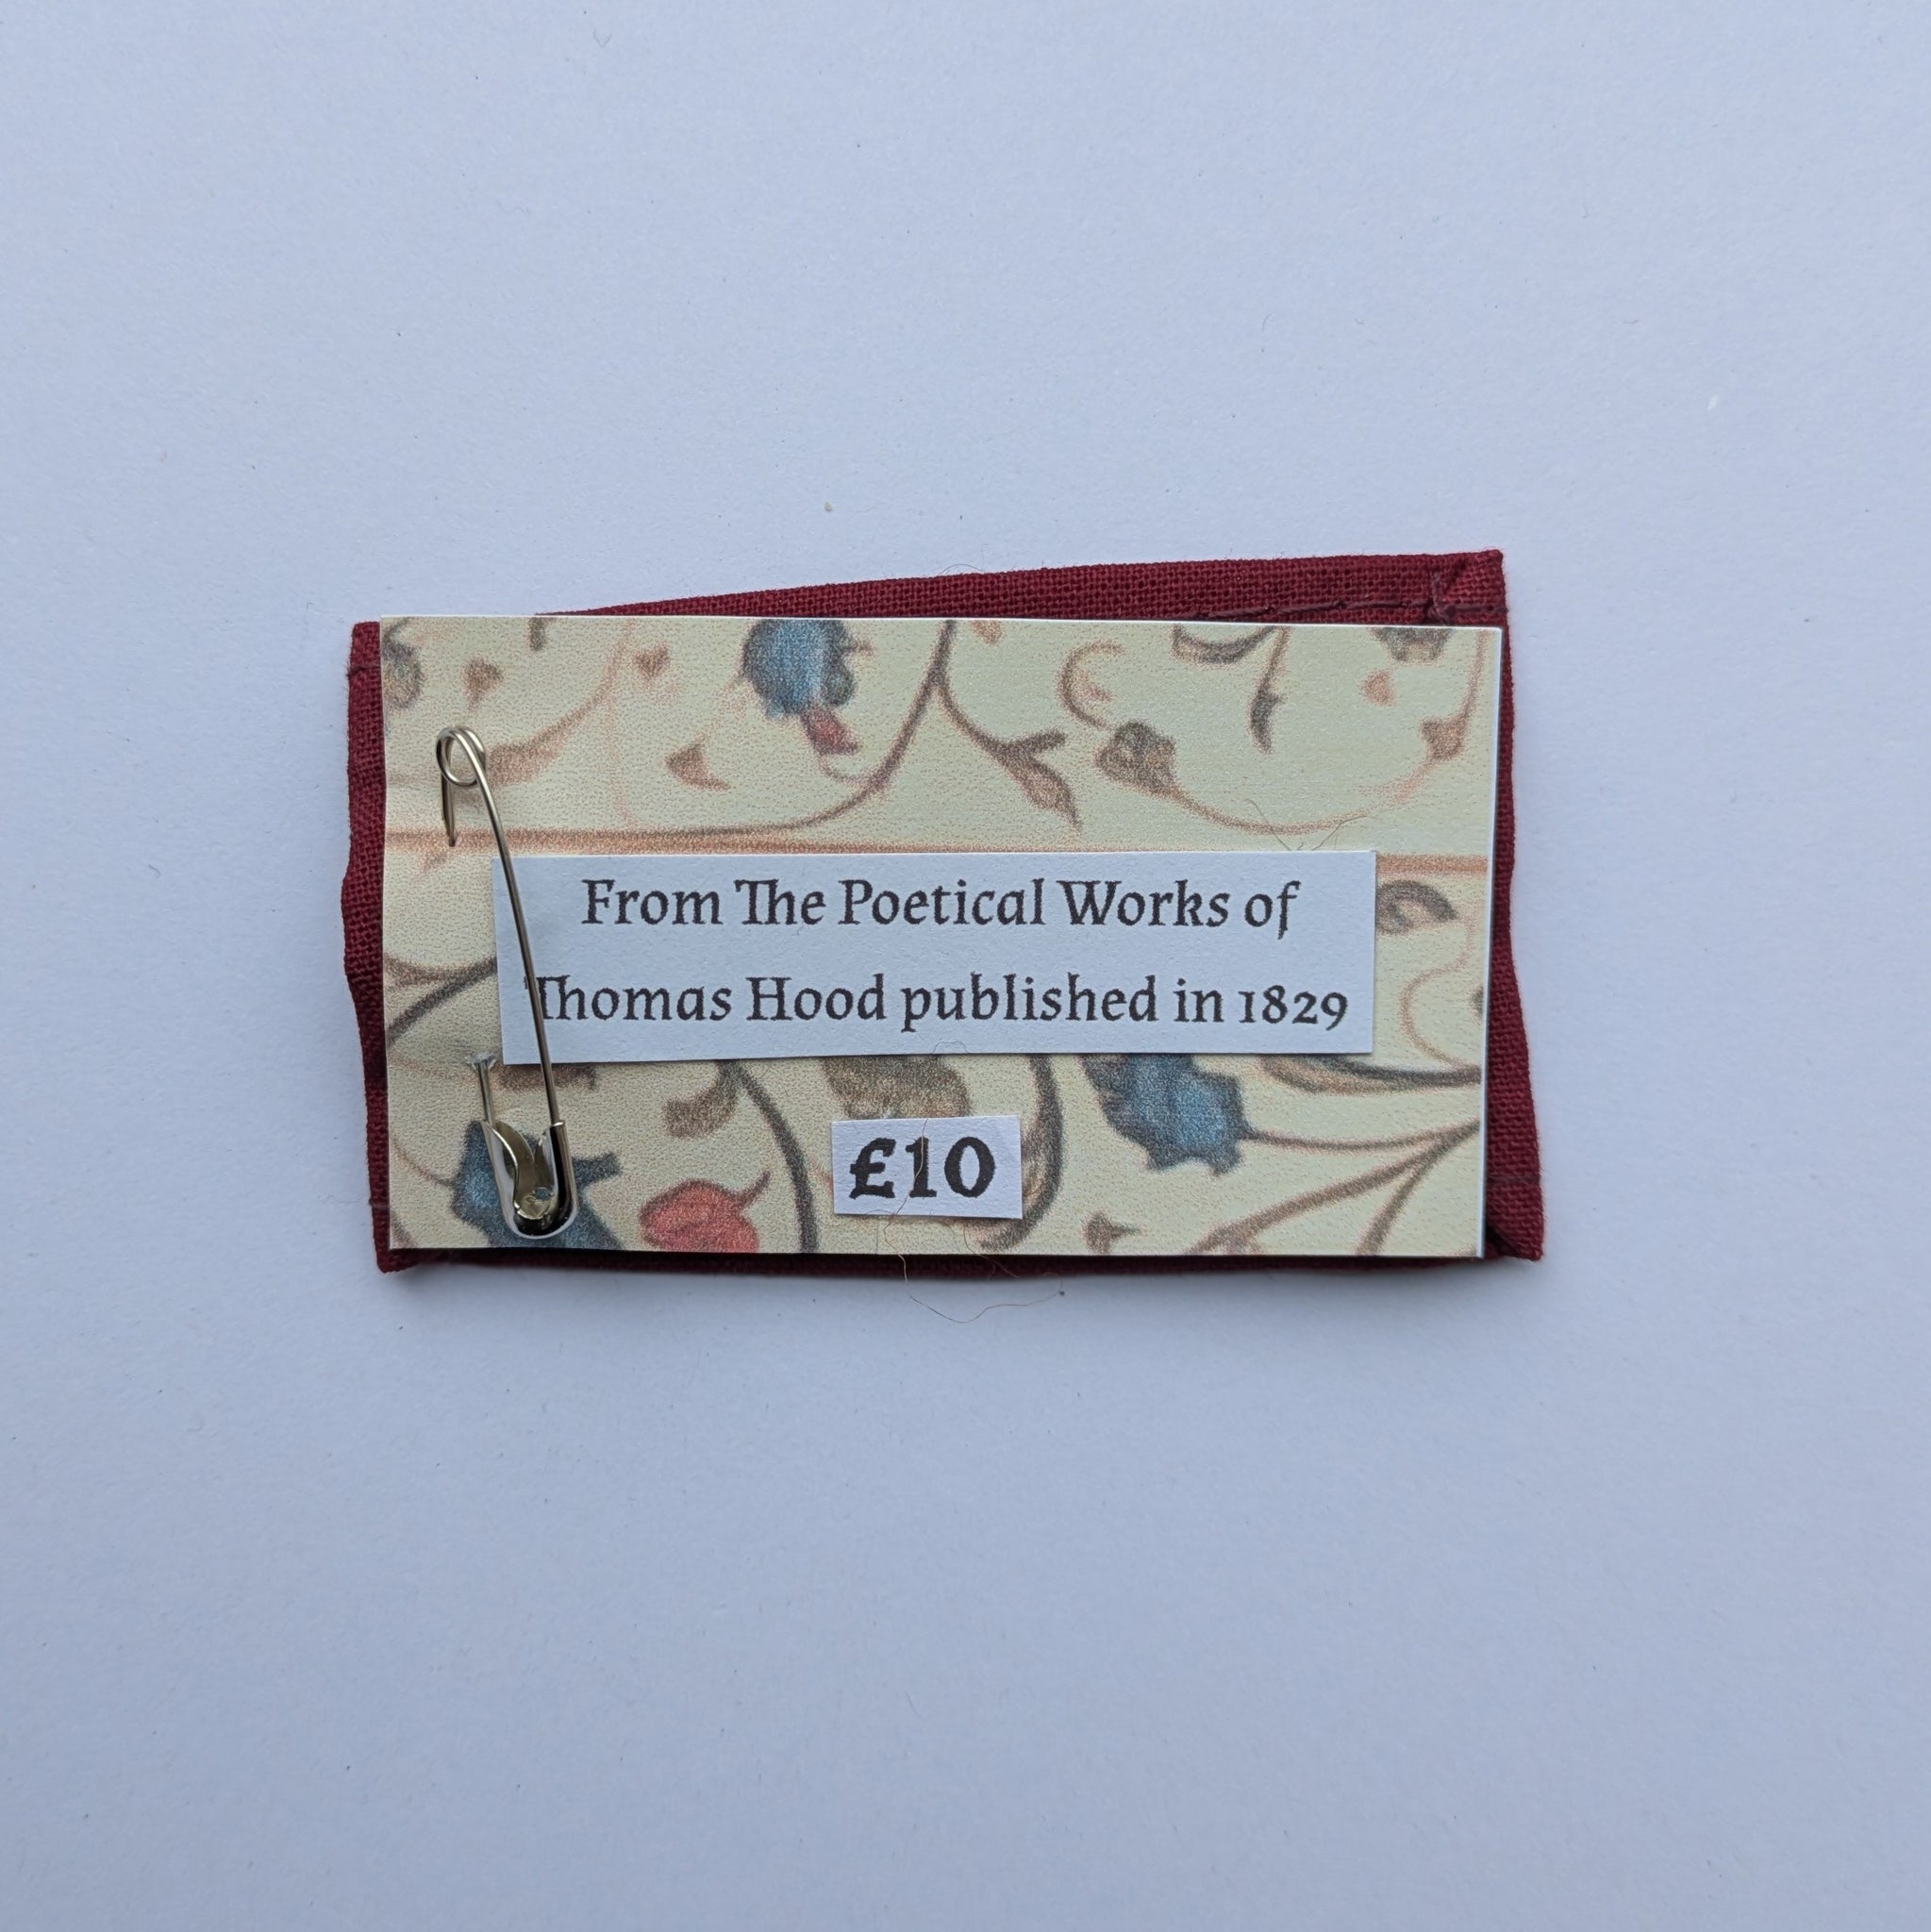 From The Poetical Works of
Thomas Hood published in 1829
£10